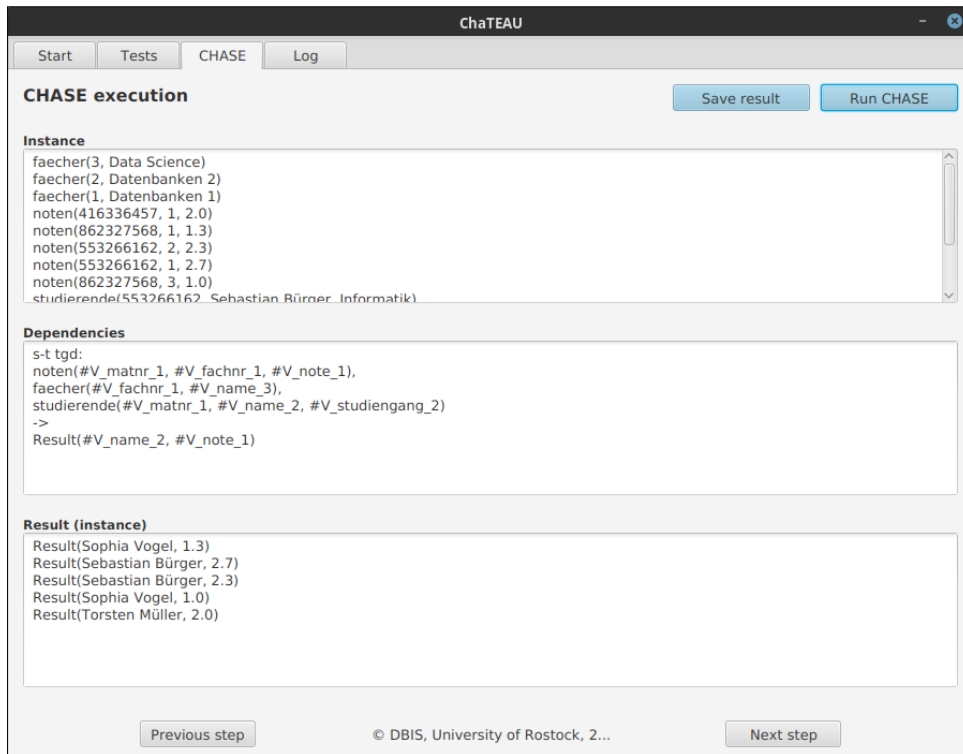 ChaTEAU
Start Tests CHASE Log
CHASE execution
Save result Run CHASE
Instance
faecher(3, Data Science)
faecher(2, Datenbanken 2)
faecher(1, Datenbanken 1)
noten(416336457, 1, 2.0)
noten(862327568, 1, 1.3)
noten(553266162, 2, 2.3)
noten(553266162, 1, 2.7)
noten(862327568, 3, 1.0)
studierende(553266162, Sebastian Bürger, Informatik)
Dependencies
s-t tgd:
noten(#V_matnr_1, #V_fachnr_1, #V_note_1),
faecher(#V_fachnr_1, #V_name_3),
studierende(#V_matnr_1, #V_name_2, #V_studiengang_2)
->
Result(#V_name_2, #V_note_1)
Result (instance)
Result(Sophia Vogel, 1.3)
Result(Sebastian Bürger, 2.7)
Result(Sebastian Bürger, 2.3)
Result(Sophia Vogel, 1.0)
Result(Torsten Müller, 2.0)
Previous step © DBIS, University of Rostock, 2... Next step